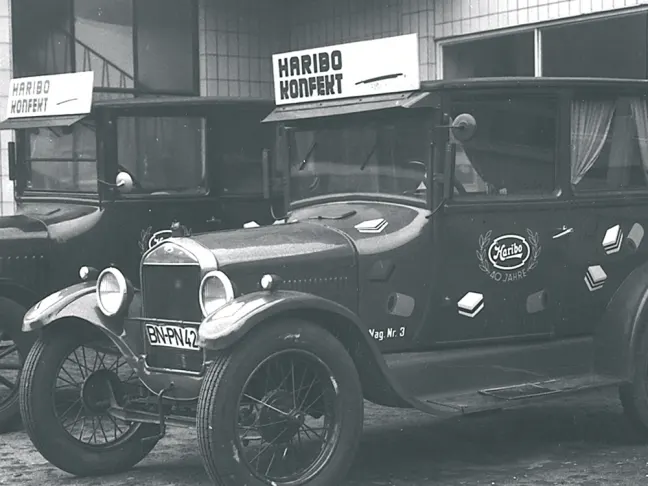 HARIBO
KONFEKT
HARIBO
KONFEKT
Haribo
40 JAHRE
Wag. Nr. 3
BN-PN42